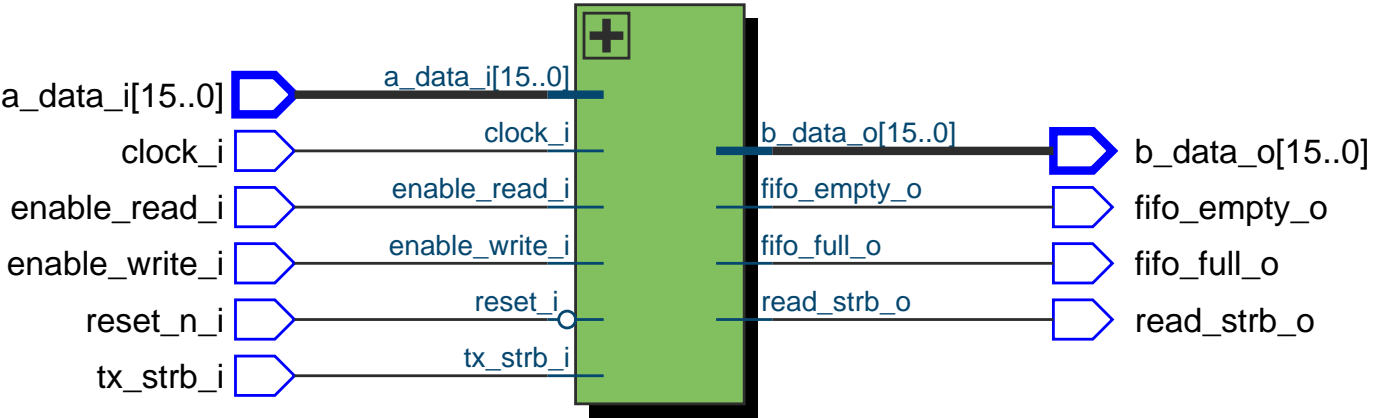 a_data_i[15..0]
a_data_i[15..0]
clock_i
clock_i
b_data_o[15..0]
b_data_o[15..0]
enable_read_i
enable_read_i
fifo_empty_o
fifo_empty_o
enable_write_i
enable_write_i
fifo_full_o
fifo_full_o
reset_n_i
reset_i
read_strb_o
read_strb_o
tx_strb_i
tx_strb_i